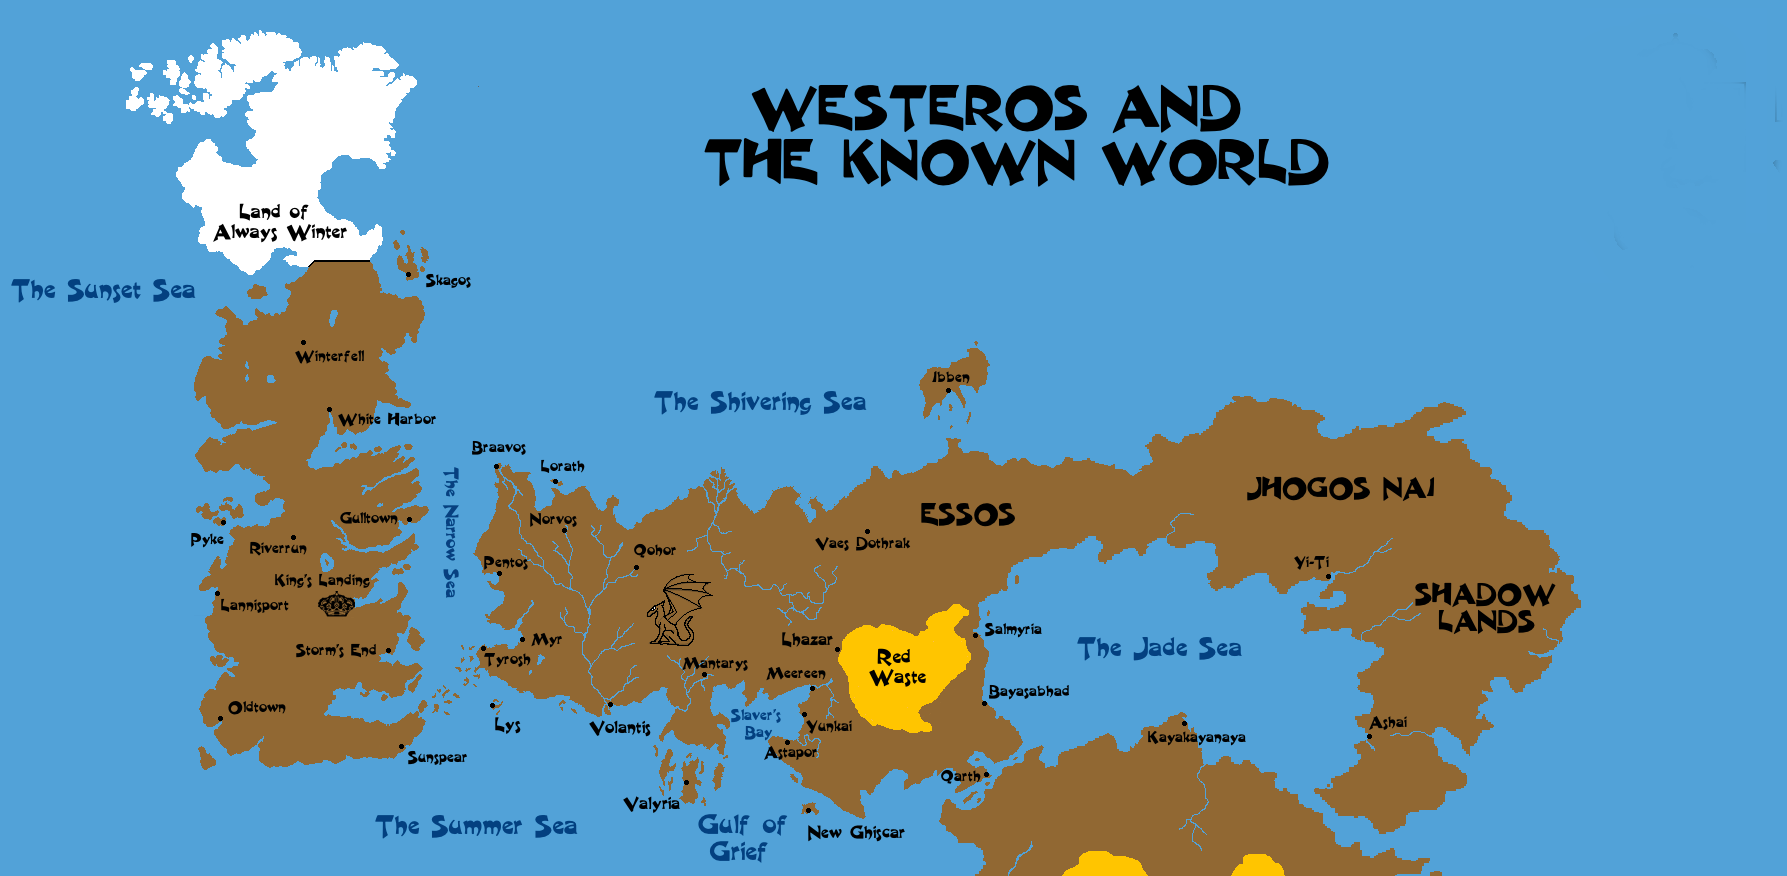 WESTEROS AND
THE KNOWN WORLD
Land of
Always Winter
The Sunset Sea
Skagos
Winterfell
The Shivering Sea
Ibben
White Harbor
Braavos
Lorath
The Narrow Sea
JHOGOS NAI
ESSOS
Gulltown
Norvos
Pyke
Riverrun
Qohor
Vaes Dothrak
Pentos
Yi-Ti
King's Landing
Lannisport
SHADOW
LANDS
Salmyria
Myr
Lhazar
Storm's End
Tyrosh
The Jade Sea
Red
Waste
Mantarys
Meereen
Bayasabhad
Oldtown
Slaver's
Bay
Lys
Volantis
Yunkai
Ashai
Kayakayanaya
Astapor
Sunspear
Qarth
Valyria
The Summer Sea
Gulf of
Grief
New Ghiscar